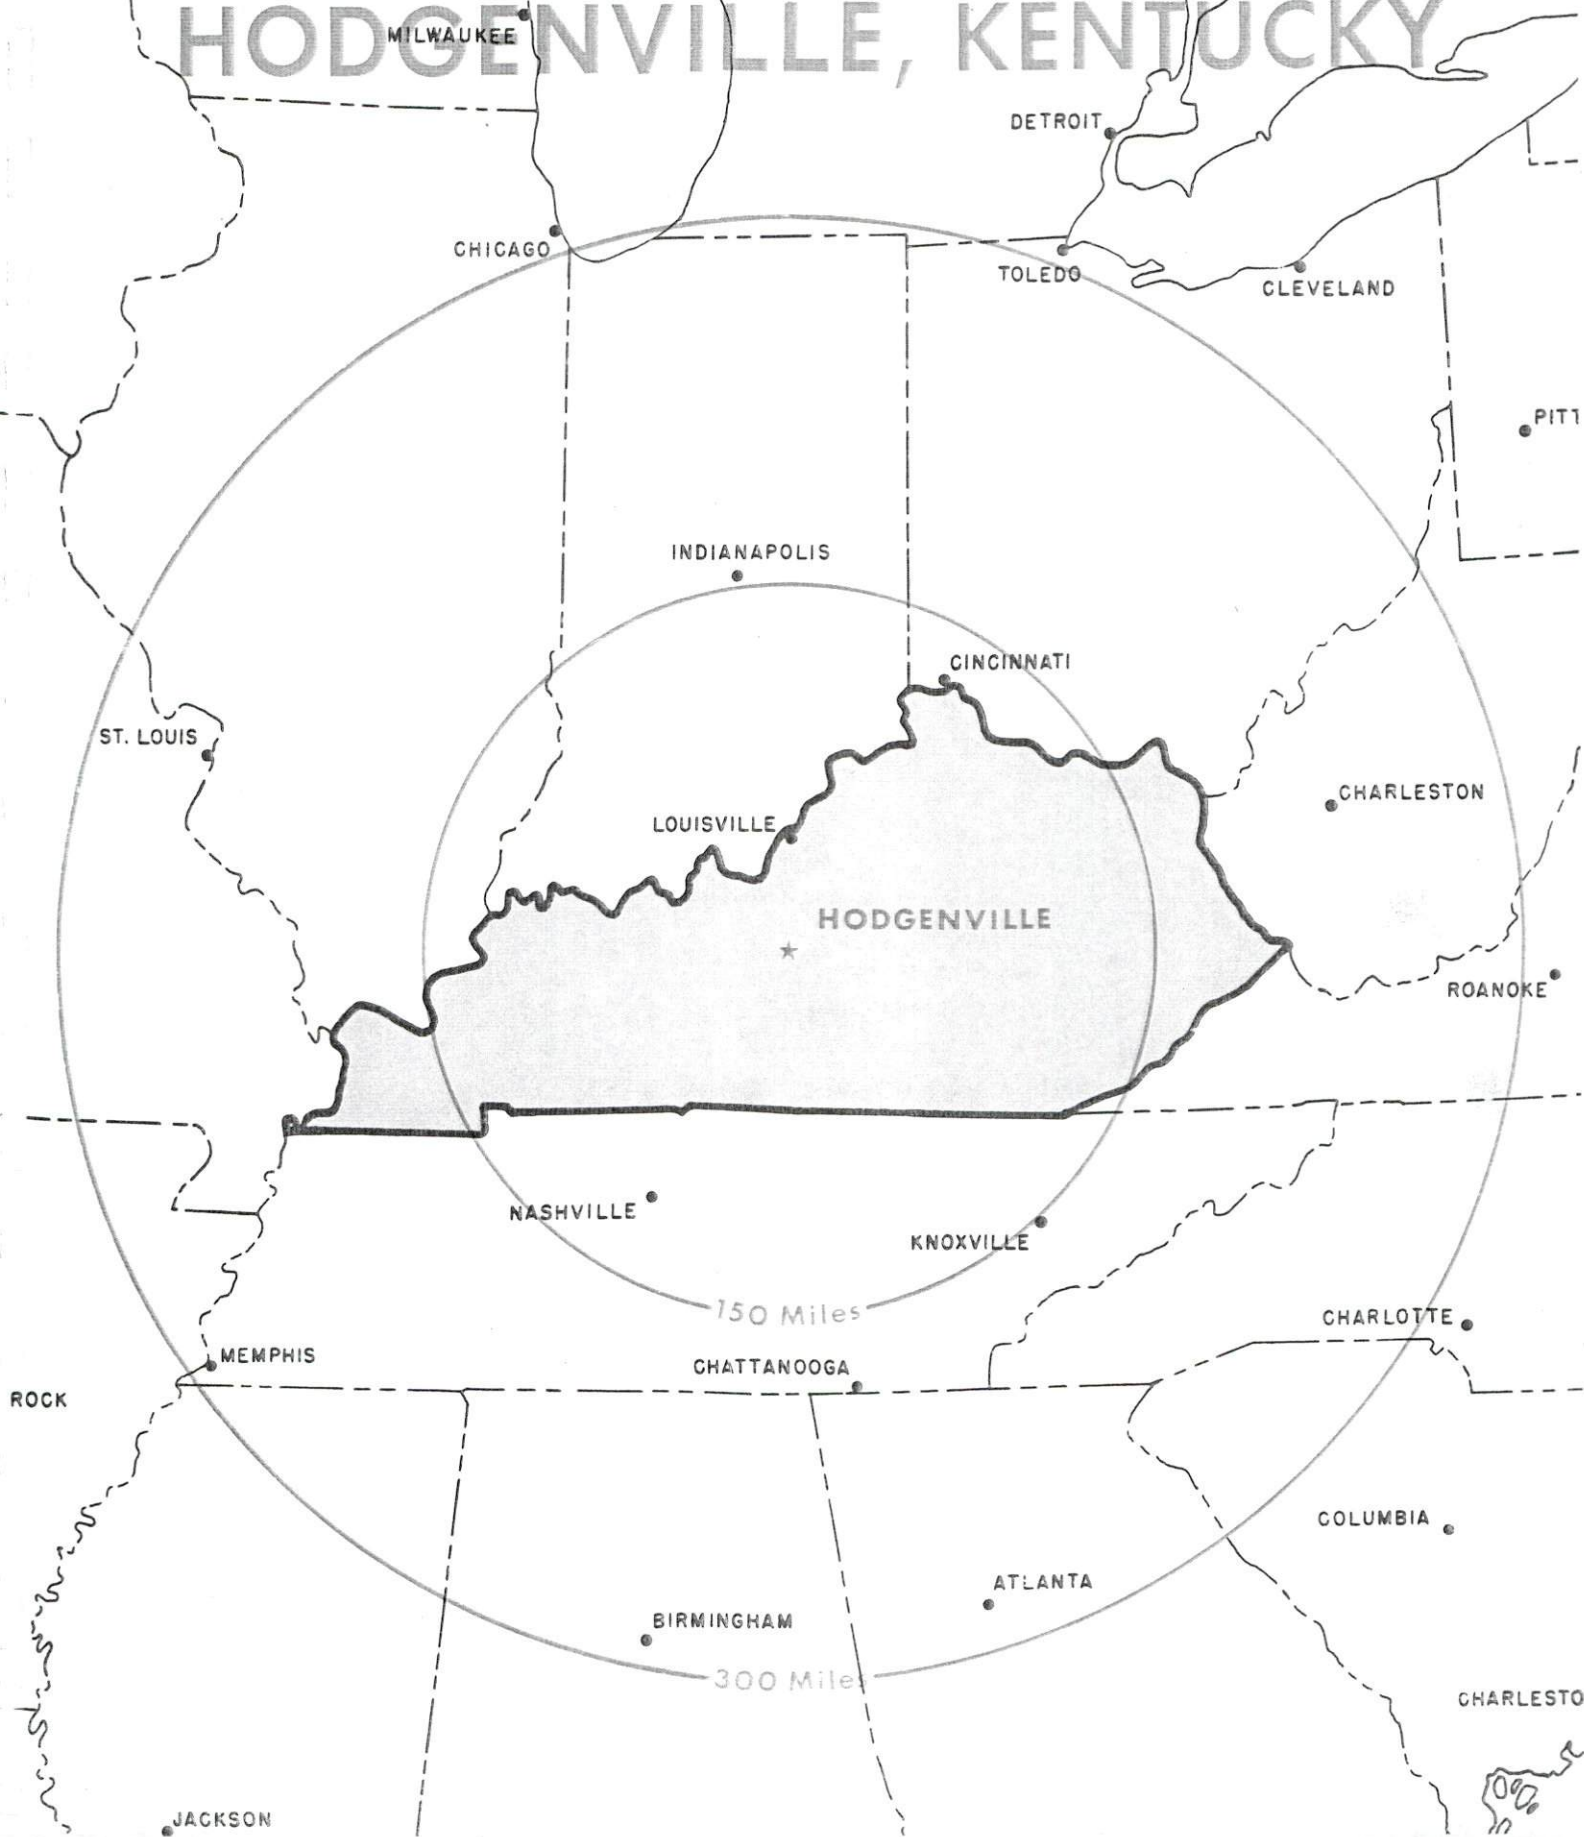 HODGENVILLE, KENTUCKY
MILWAUKEE
DETROIT
CHICAGO
TOLEDO
CLEVELAND
PITT
INDIANAPOLIS
CINCINNATI
ST. LOUIS
CHARLESTON
LOUISVILLE
HODGENVILLE
ROANOKE
NASHVILLE
KNOXVILLE
150 Miles
CHARLOTTE
MEMPHIS
CHATTANOOGA
ROCK
COLUMBIA
ATLANTA
BIRMINGHAM
300 Miles
CHARLESTO
JACKSON